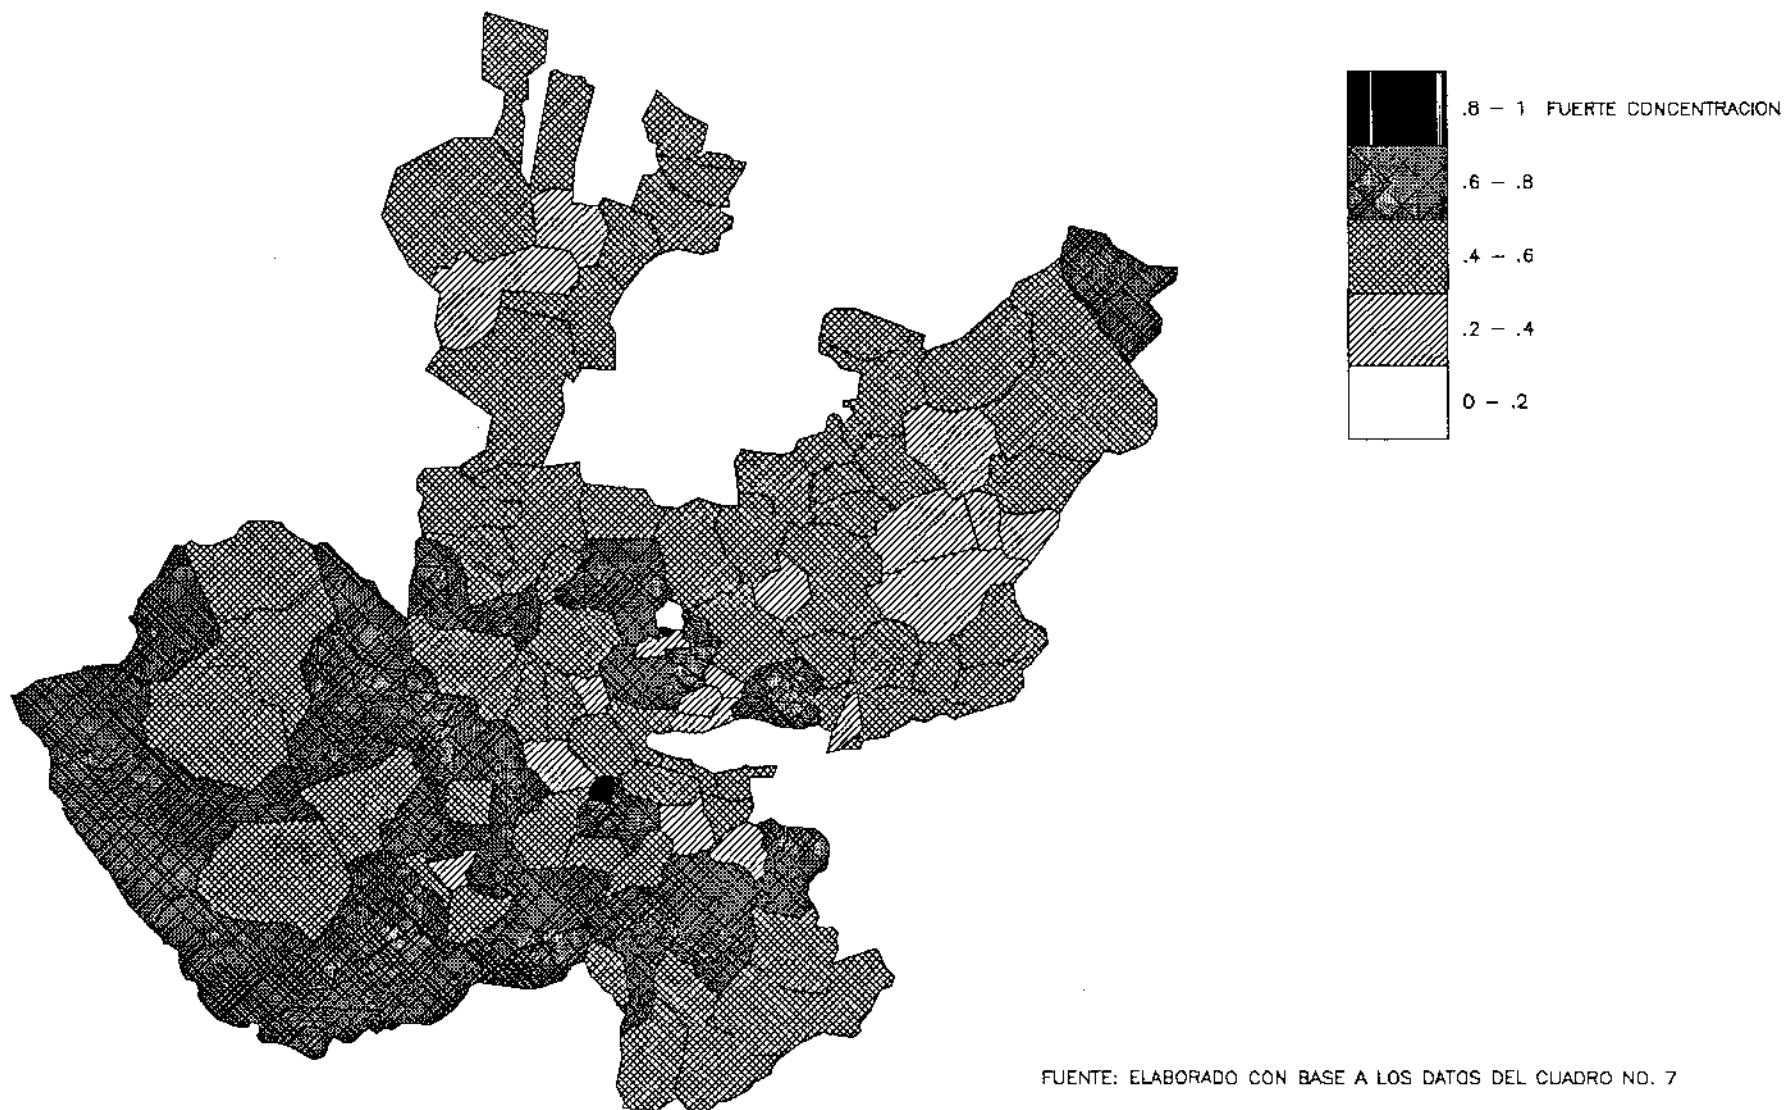 .8 - 1 FUERTE CONCENTRACION
.6 - .8
.4 - .6
.2 - .4
0 - .2
FUENTE: ELABORADO CON BASE A LOS DATOS DEL CUADRO NO. 7